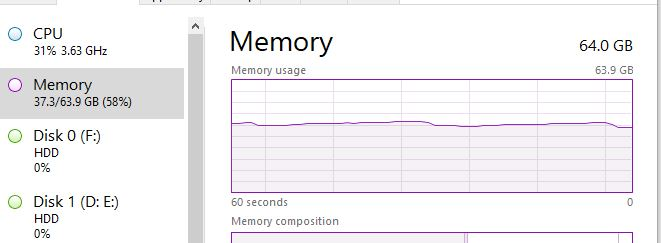 CPU
31% 3.63 GHz
Memory
37.3/63.9 GB (58%)
Disk 0 (F:)
HDD
0%
Disk 1 (D: E:)
HDD
0%
Memory 64.0 GB
Memory usage 63.9 GB
60 seconds 0
Memory composition